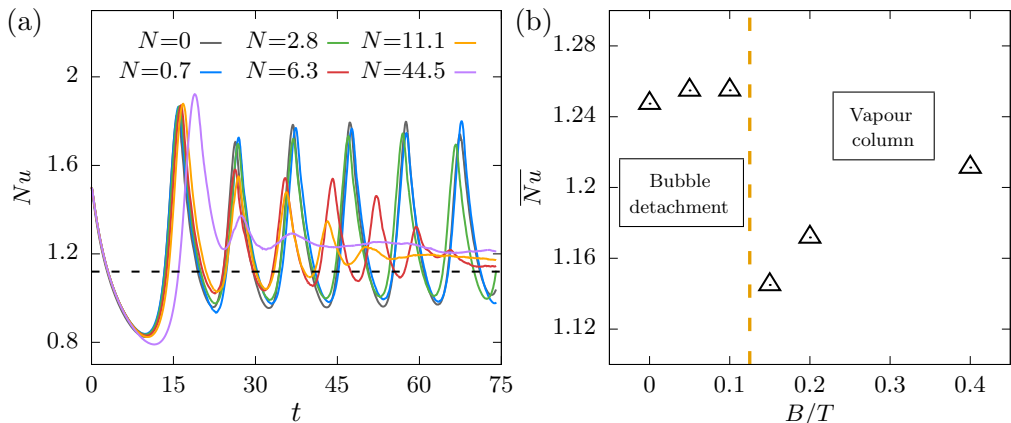 (a)
N=0 N=2.8 N=11.1
N=0.7 N=6.3 N=44.5
2
1.6
1.2
0.8
Nu
0 15 30 45 60 75
t
(b)
1.28
1.24
1.2
1.16
1.12
Nu
Vapour
column
Bubble
detachment
0 0.1 0.2 0.3 0.4
B/T